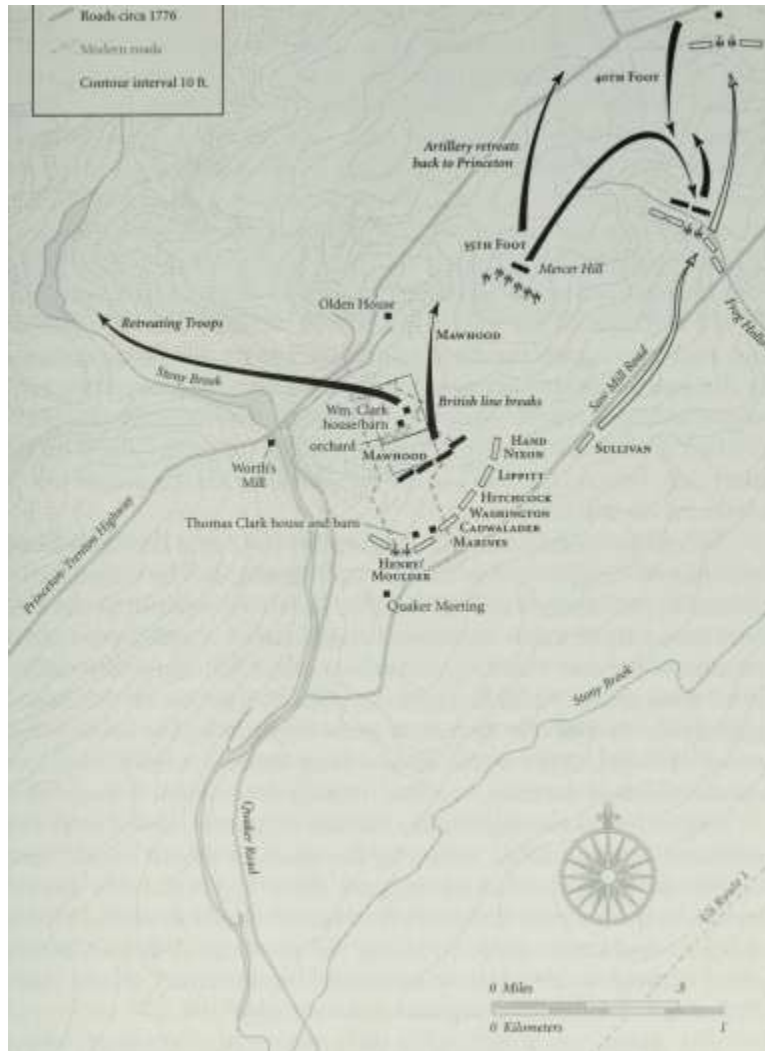 Roads circa 1776
Modern roads
Contour interval 10 ft.
40TH FOOT
Artillery retreats
back to Princeton
55TH FOOT
Mercer Hill
Frog Hollo
Olden House
Retreating Troops
MAWHOOD
Saw Mill Road
Stony Brook
Wm. Clark
house/barn
British line breaks
orchard
MAWHOOD
HAND
NIXON
SULLIVAN
Worth's
Mill
LIPPITT
HITCHCOCK
WASHINGTON
Thomas Clark house and barn
CADWALADER
MARINES
Princeton-Trenton Highway
HENRY/
MOULDER
Quaker Meeting
Stony Brook
Quaker Road
US Route 1
0 Miles .5
0 Kilometers 1